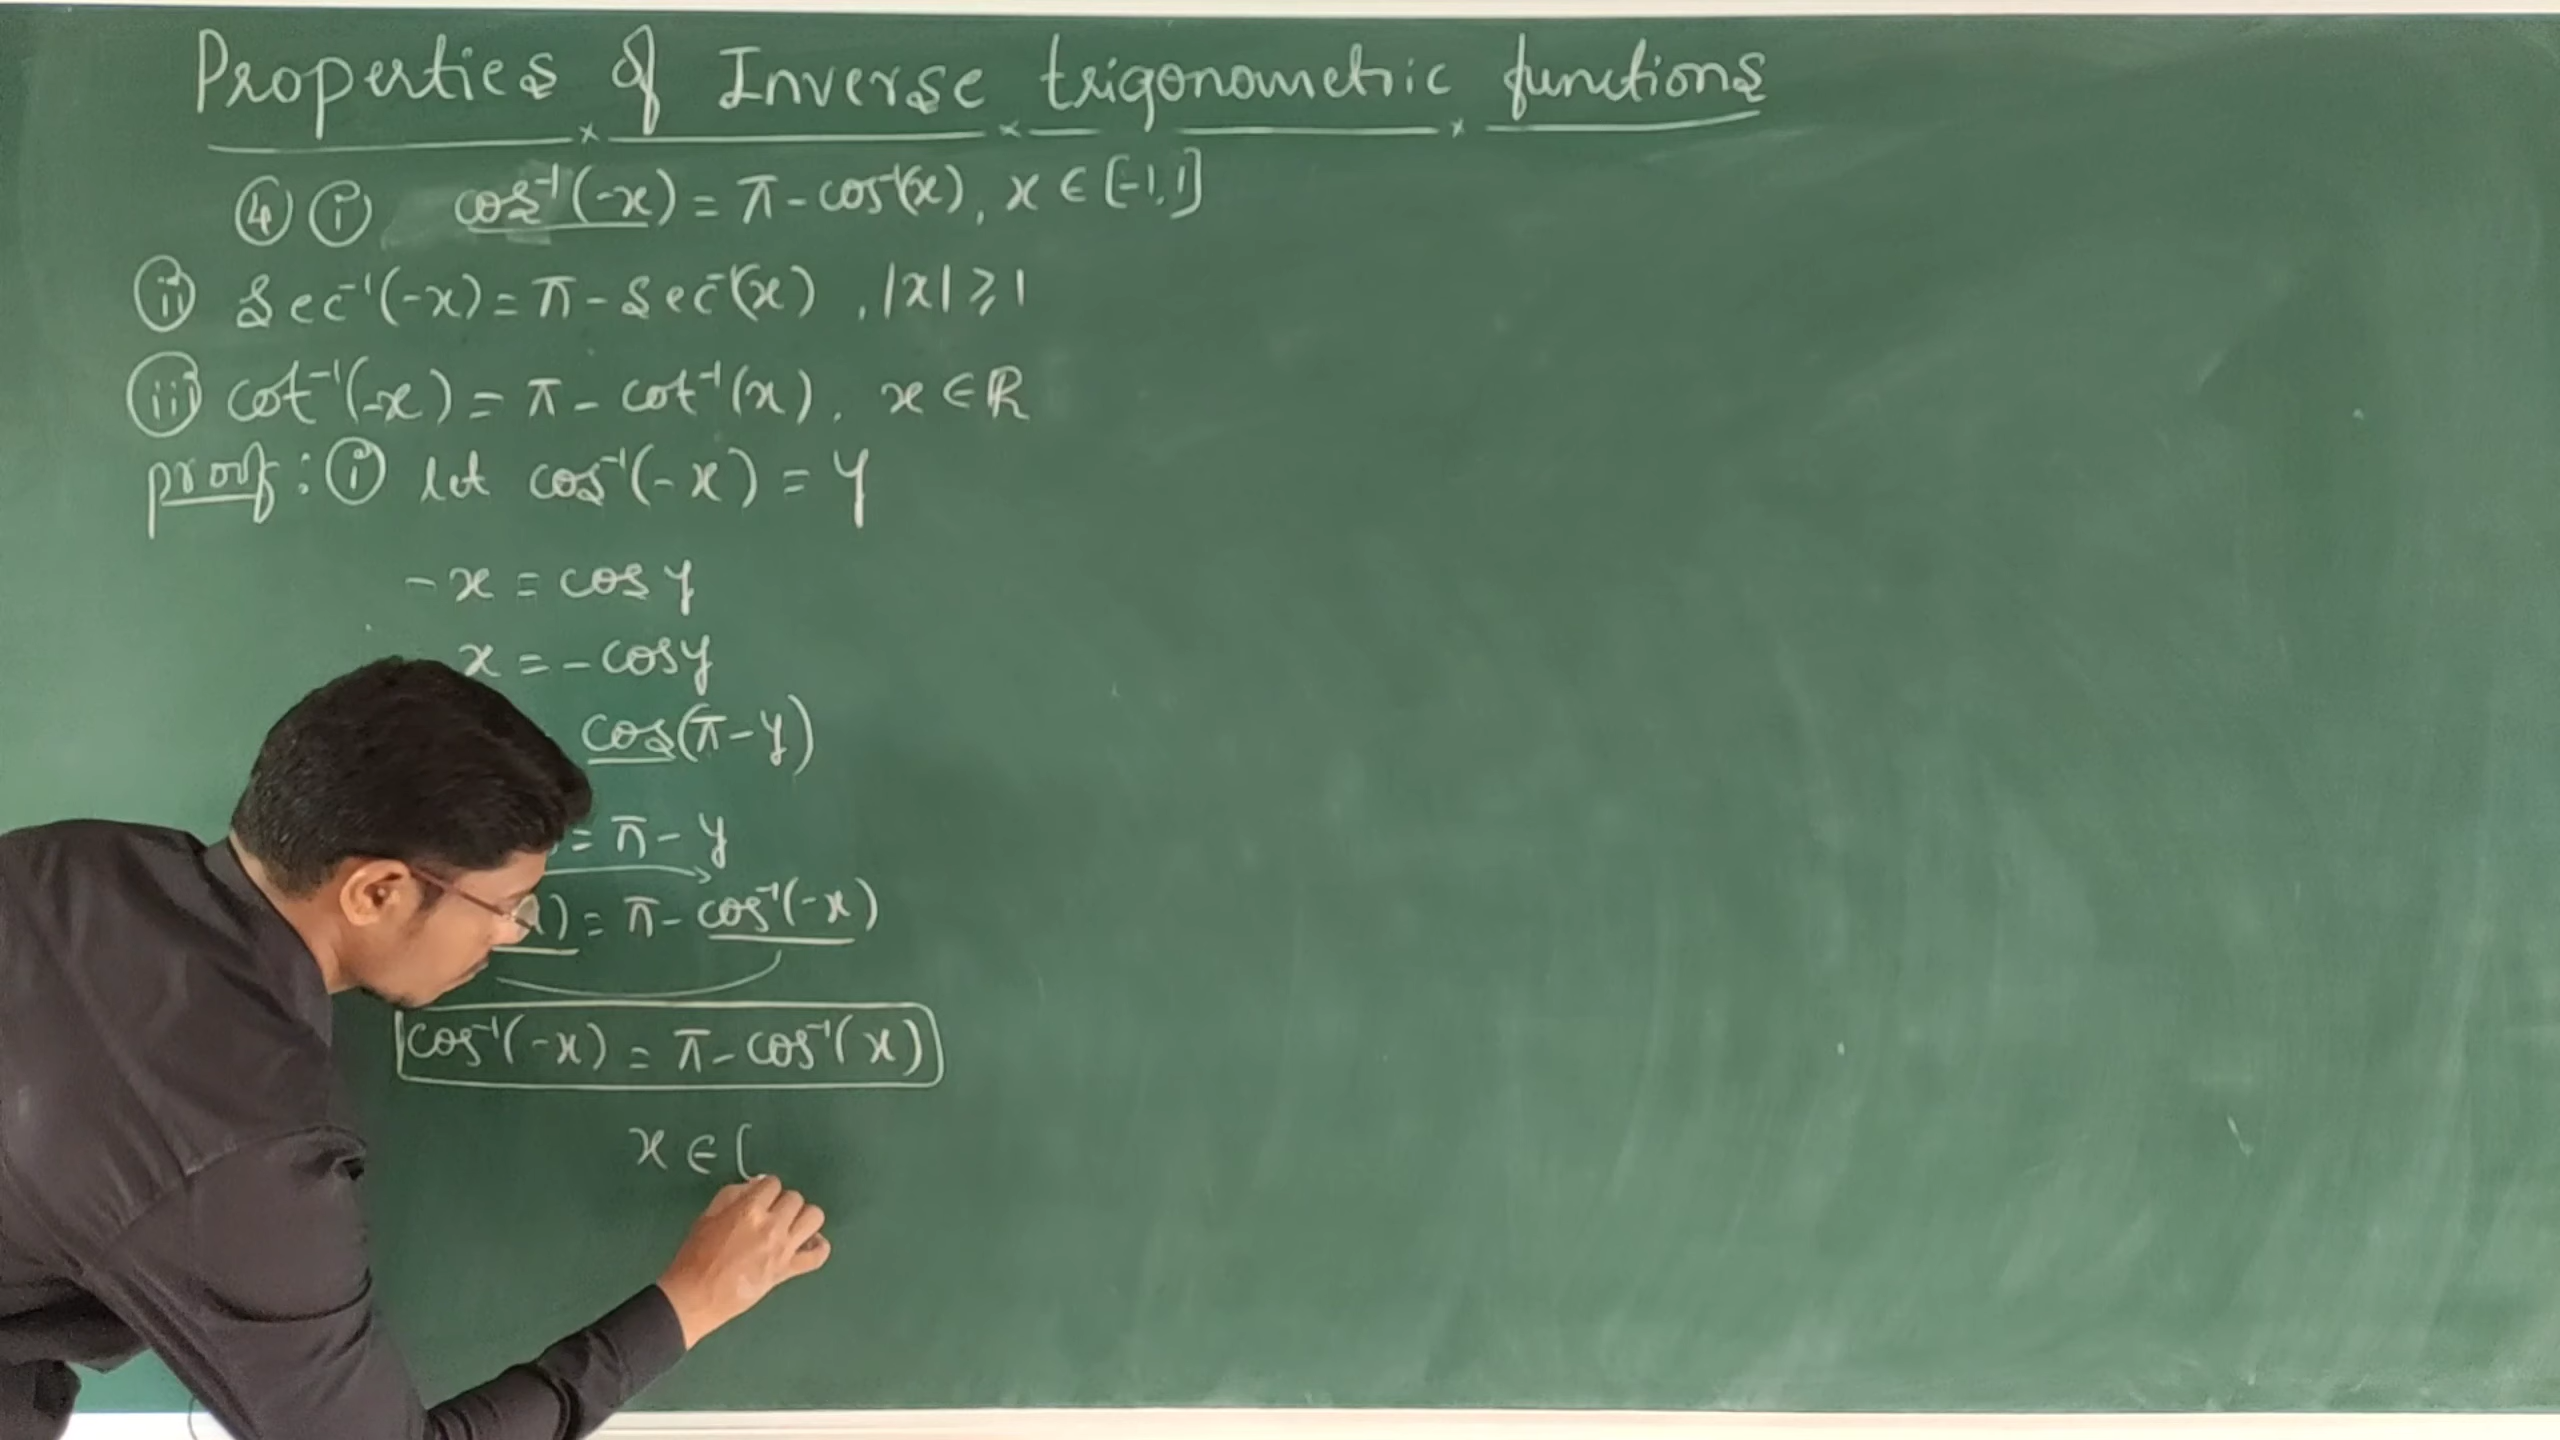 Properties of Inverse trigonometric functions
④ ⓘ cos⁻¹(-x) = π - cos⁻¹(x), x ∈ [-1,1]
ⓘⓘ Sec⁻¹(-x) = π - Sec⁻¹(x), |x| ⩾ 1
ⓘⓘⓘ cot⁻¹(-x) = π - cot⁻¹(x), x ∈ ℝ
proof: ⓘ let cos⁻¹(-x) = y
-x = cos y
x = - cos y
cos(π - y)
= π - y
x) = π - cos⁻¹(-x)
cos⁻¹(-x) = π - cos⁻¹(x)
x ∈ [